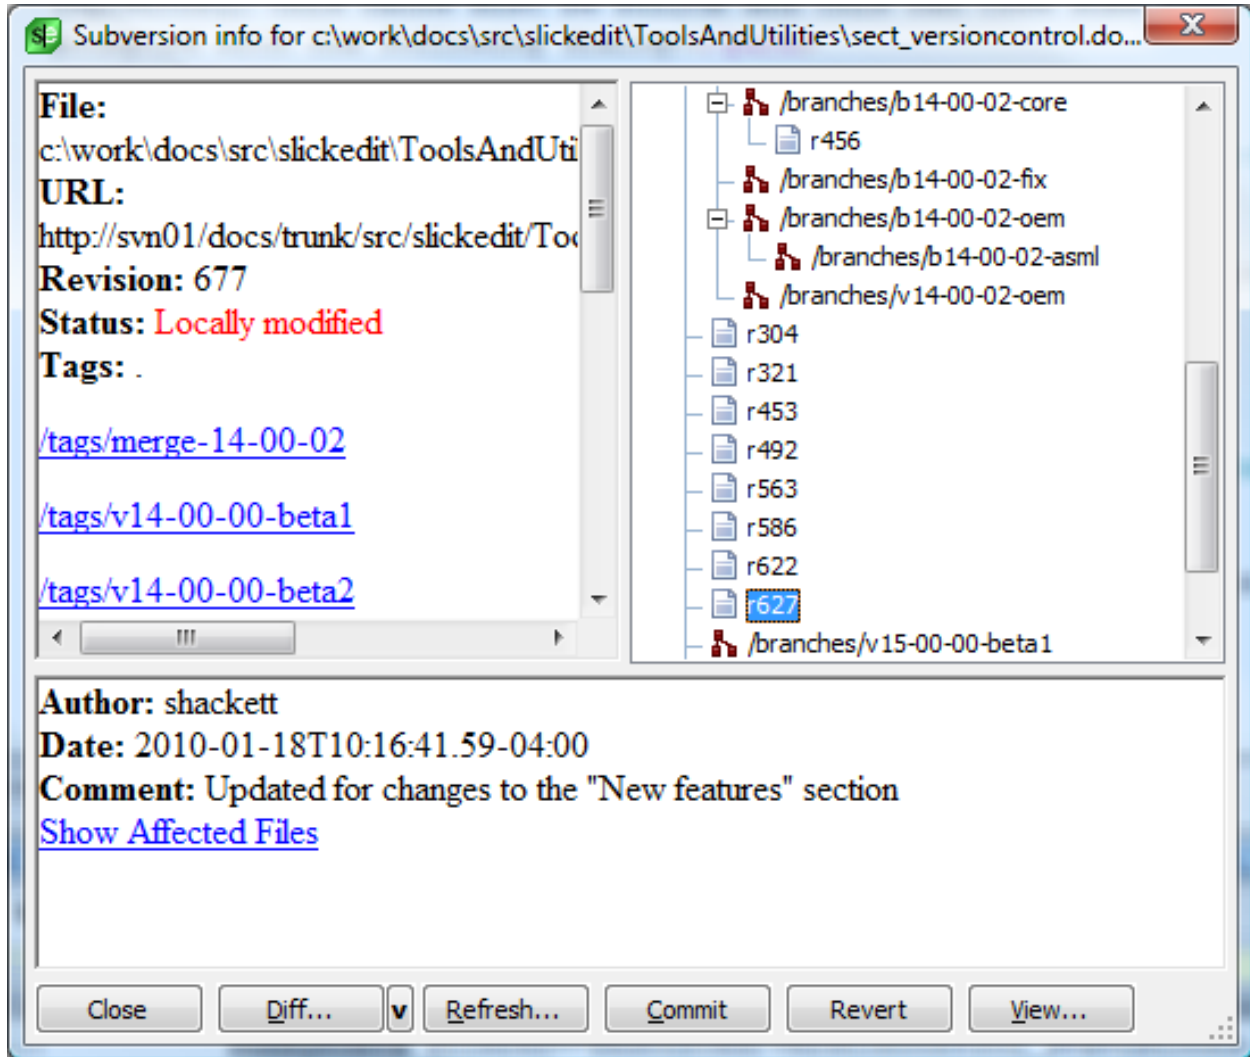 Subversion info for c:\work\docs\src\slickedit\ToolsAndUtilities\sect_versioncontrol.do...
File:
c:\work\docs\src\slickedit\ToolsAndUti
URL:
http://svn01/docs/trunk/src/slickedit/Too
Revision: 677
Status: Locally modified
Tags: .
/tags/merge-14-00-02
/tags/v14-00-00-beta1
/tags/v14-00-00-beta2
/branches/b14-00-02-core
r456
/branches/b14-00-02-fix
/branches/b14-00-02-oem
/branches/b14-00-02-asml
/branches/v14-00-02-oem
r304
r321
r453
r492
r563
r586
r622
r627
/branches/v15-00-00-beta1
Author: shackett
Date: 2010-01-18T10:16:41.59-04:00
Comment: Updated for changes to the "New features" section
Show Affected Files
Close Diff... v Refresh... Commit Revert View...